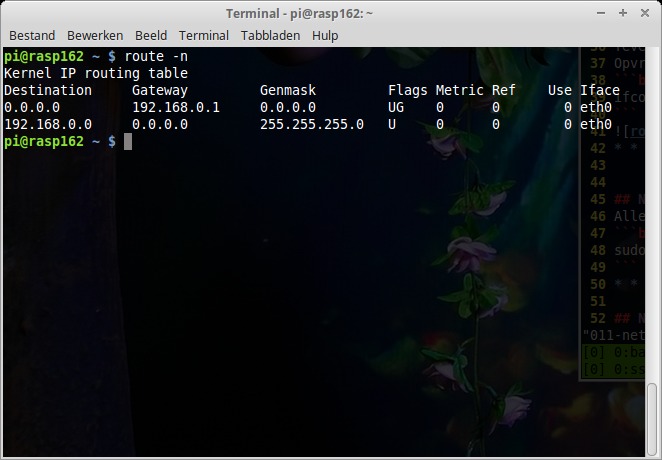 Terminal - pi@rasp162: ~
Bestand Bewerken Beeld Terminal Tabbladen Hulp
pi@rasp162 ~ $ route -n
Kernel IP routing table
Destination Gateway Genmask Flags Metric Ref Use Iface
0.0.0.0 192.168.0.1 0.0.0.0 UG 0 0 0 eth0
192.168.0.0 0.0.0.0 255.255.255.0 U 0 0 0 eth0
pi@rasp162 ~ $
37 Opvr
38 ```b
ifco
41 ![ro
42 * *
43
44
45 ## N
46 Alle
47 ```b
48 sudo
49 ```
50 * *
51
52 ## N
"011-net
[0] 0:ba
[0] 0:ss